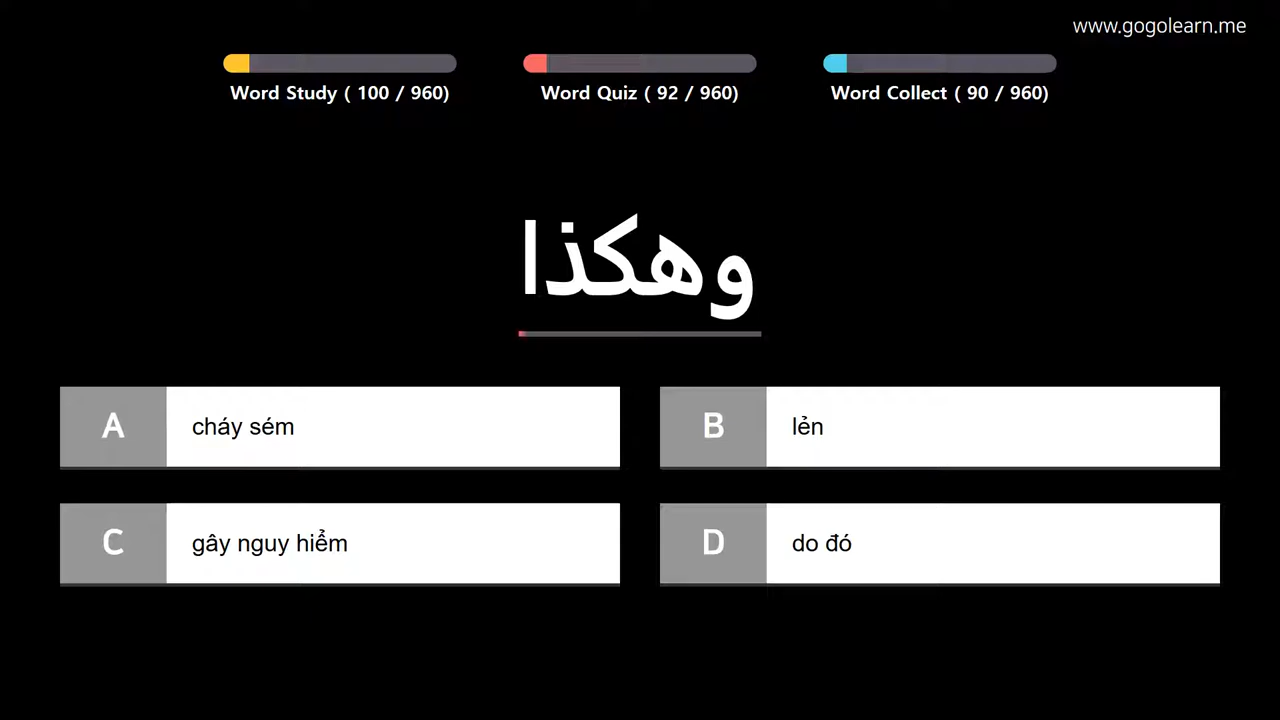 www.gogolearn.me
Word Study ( 100 / 960)
Word Quiz ( 92 / 960)
Word Collect ( 90 / 960)
وهكذا
A cháy sém
B lẻn
C gây nguy hiểm
D do đó